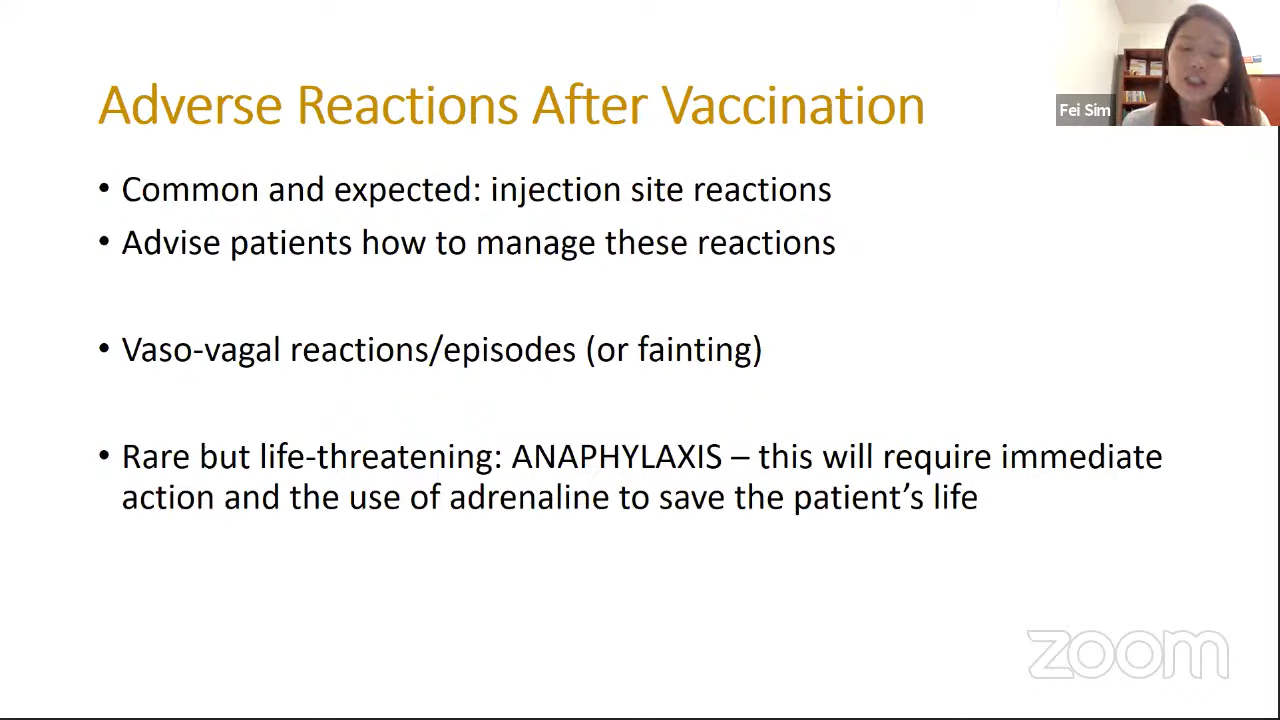 Fei Sim
Adverse Reactions After Vaccination
• Common and expected: injection site reactions
• Advise patients how to manage these reactions
• Vaso-vagal reactions/episodes (or fainting)
• Rare but life-threatening: ANAPHYLAXIS – this will require immediate
action and the use of adrenaline to save the patient’s life
zoom